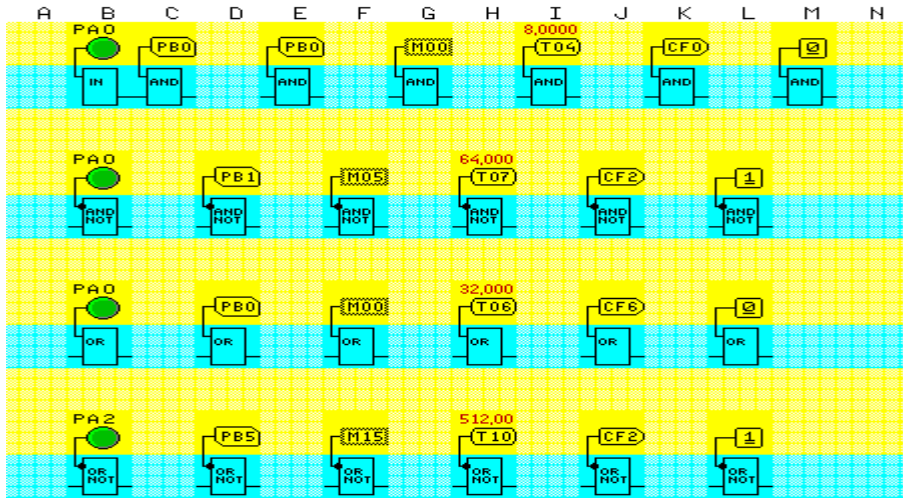 A B C D E F G H I J K L M N
PA0 8,0000
PB0 PB0 M00 T04 CF0 0
IN AND AND AND AND AND AND
PA0 64,000
PB1 M05 T07 CF2 1
AND NOT AND NOT AND NOT AND NOT AND NOT AND NOT
PA0 32,000
PB0 M00 T06 CF6 0
OR OR OR OR OR OR
PA2 512,00
PB5 M15 T10 CF2 1
OR NOT OR NOT OR NOT OR NOT OR NOT OR NOT